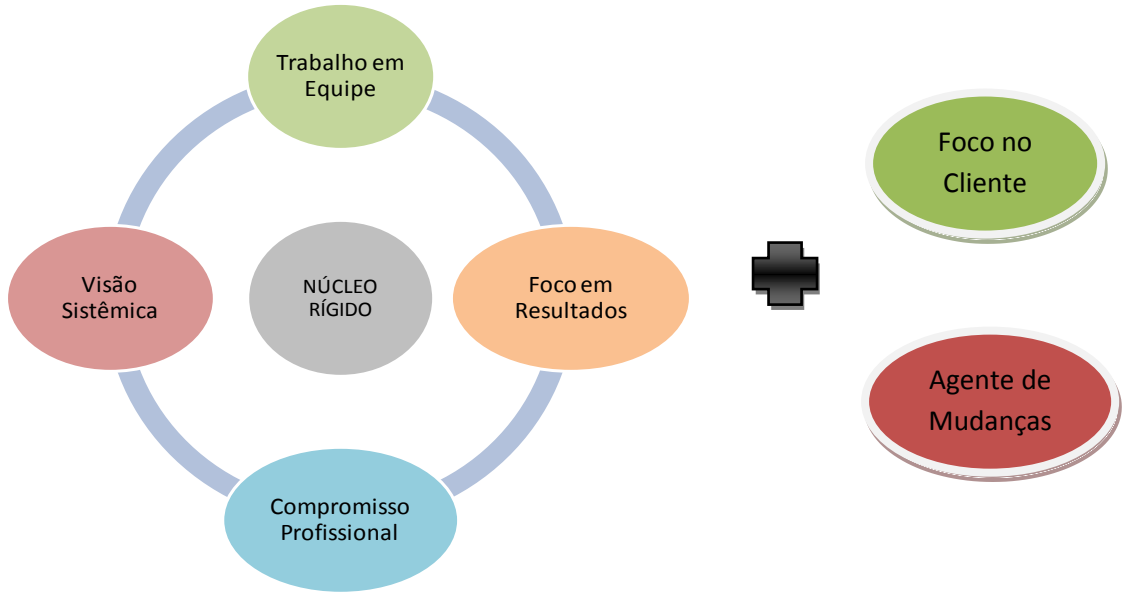 Trabalho em
Equipe
Visão
Sistêmica
NÚCLEO
RÍGIDO
Foco em
Resultados
Compromisso
Profissional
Foco no
Cliente
Agente de
Mudanças